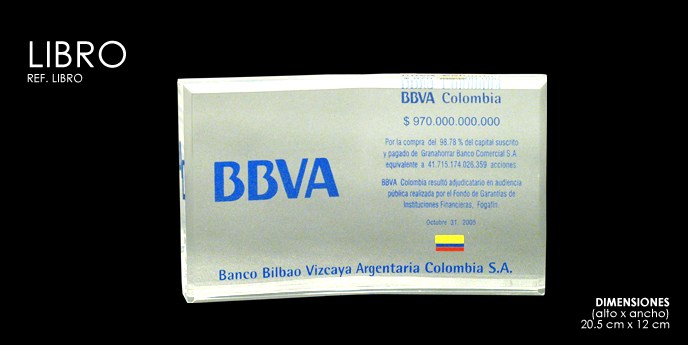 LIBRO
REF. LIBRO
BBVA
BBVA Colombia
$ 970.000.000.000
Por la compra del 98.78 % del capital suscrito
y pagado de Granahorrar Banco Comercial S.A.
equivalente a 41.715.174.026.359 acciones.
BBVA Colombia resultó adjudicatario en audiencia
pública realizada por el Fondo de Garantías de
Instituciones Financieras, Fogafín.
Octubre 31, 2005
Banco Bilbao Vizcaya Argentaria Colombia S.A.
DIMENSIONES
(alto x ancho)
20.5 cm x 12 cm